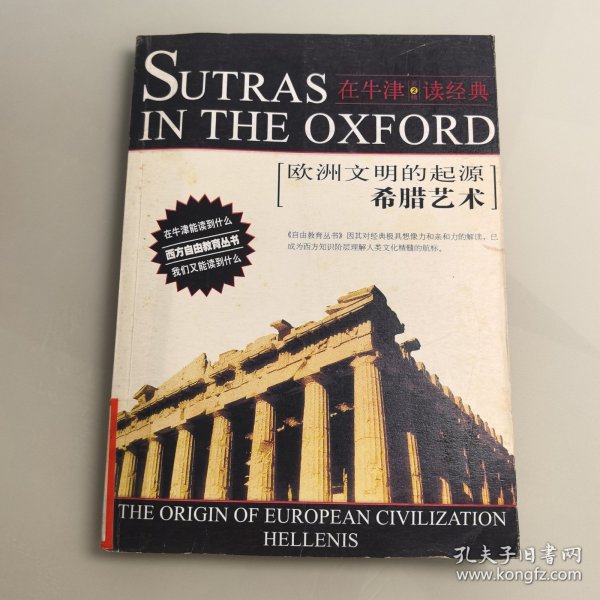 SUTRAS 在牛津 第2辑 读经典
IN THE OXFORD
[欧洲文明的起源
希腊艺术]
在牛津能读到什么
西方自由教育丛书
我们又能读到什么
《自由教育丛书》因其对经典极具想像力和亲和力的解读，已
成为西方知识阶层理解人类文化精髓的航标。
THE ORIGIN OF EUROPEAN CIVILIZATION
HELLENIS
孔夫子旧书网
www.kongfz.com